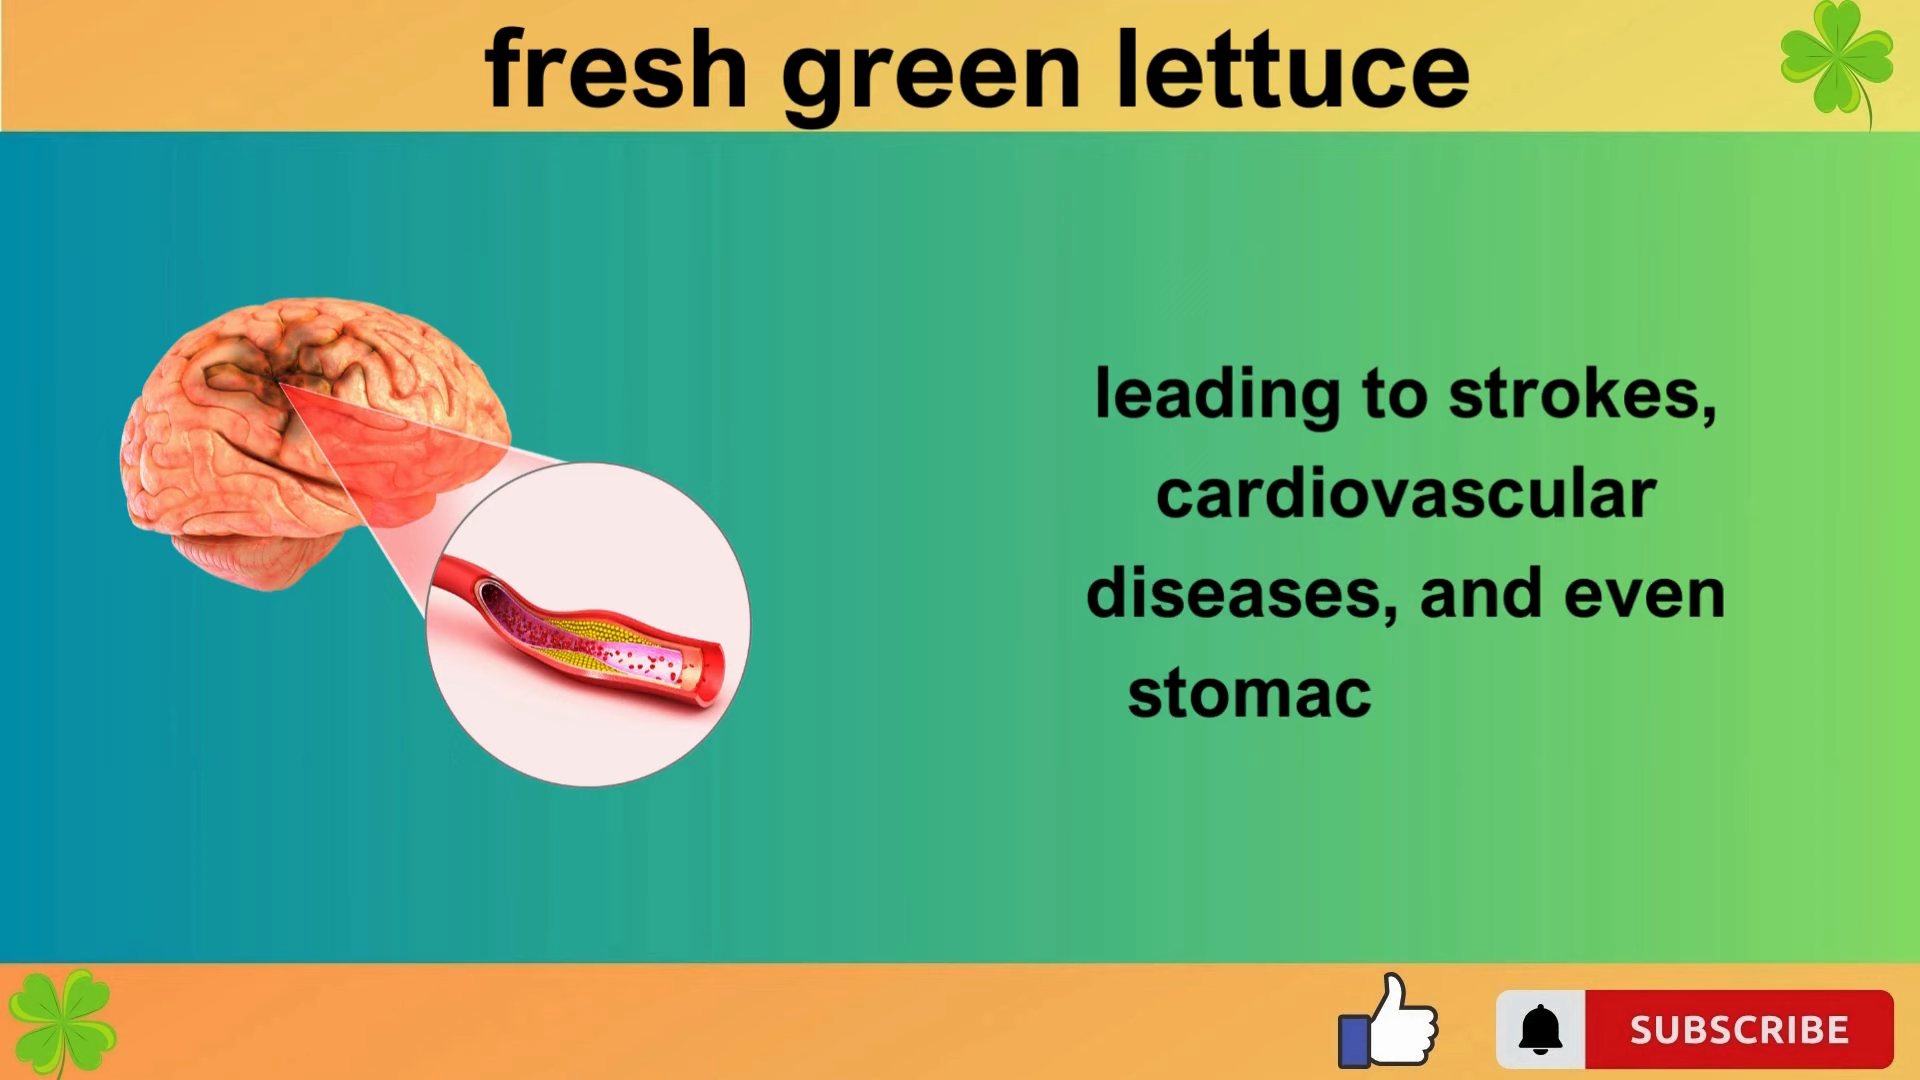 fresh green lettuce
leading to strokes,
cardiovascular
diseases, and even
stomac
SUBSCRIBE